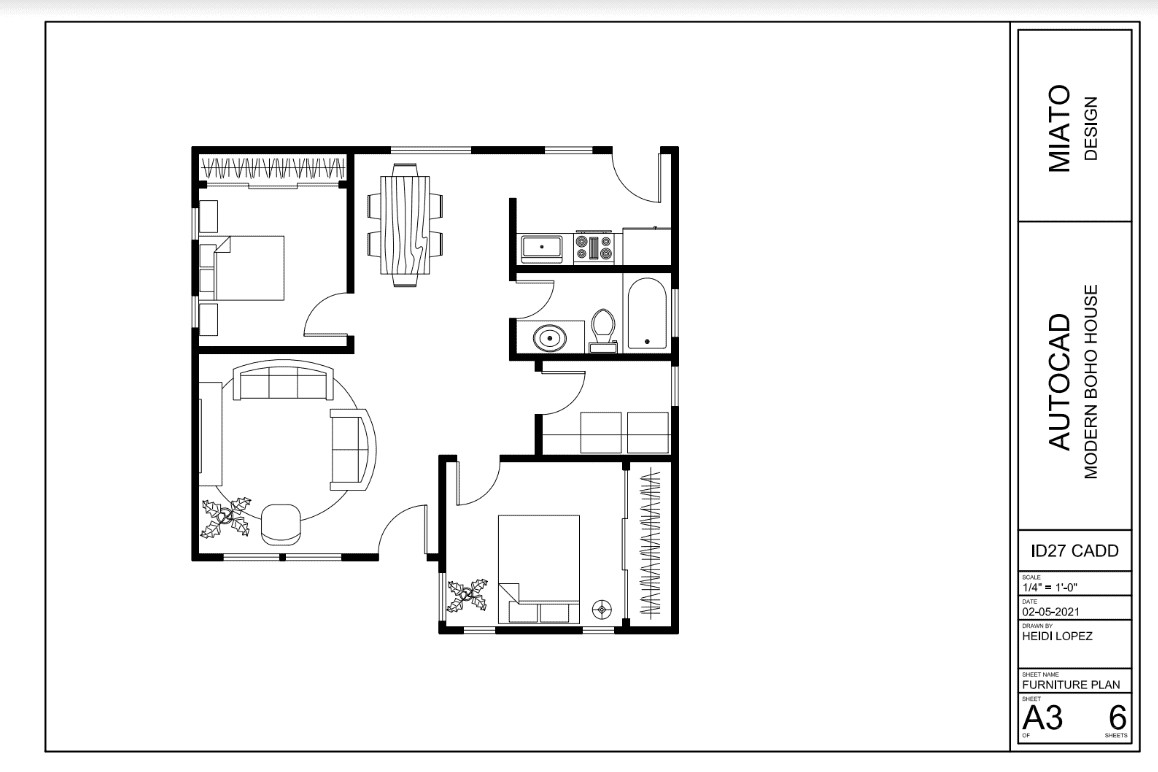 MIATO
DESIGN
AUTOCAD
MODERN BOHO HOUSE
ID27 CADD
SCALE
1/4" = 1'-0"
DATE
02-05-2021
DRAWN BY
HEIDI LOPEZ
SHEET NAME
FURNITURE PLAN
SHEET
A3 6
OF SHEETS